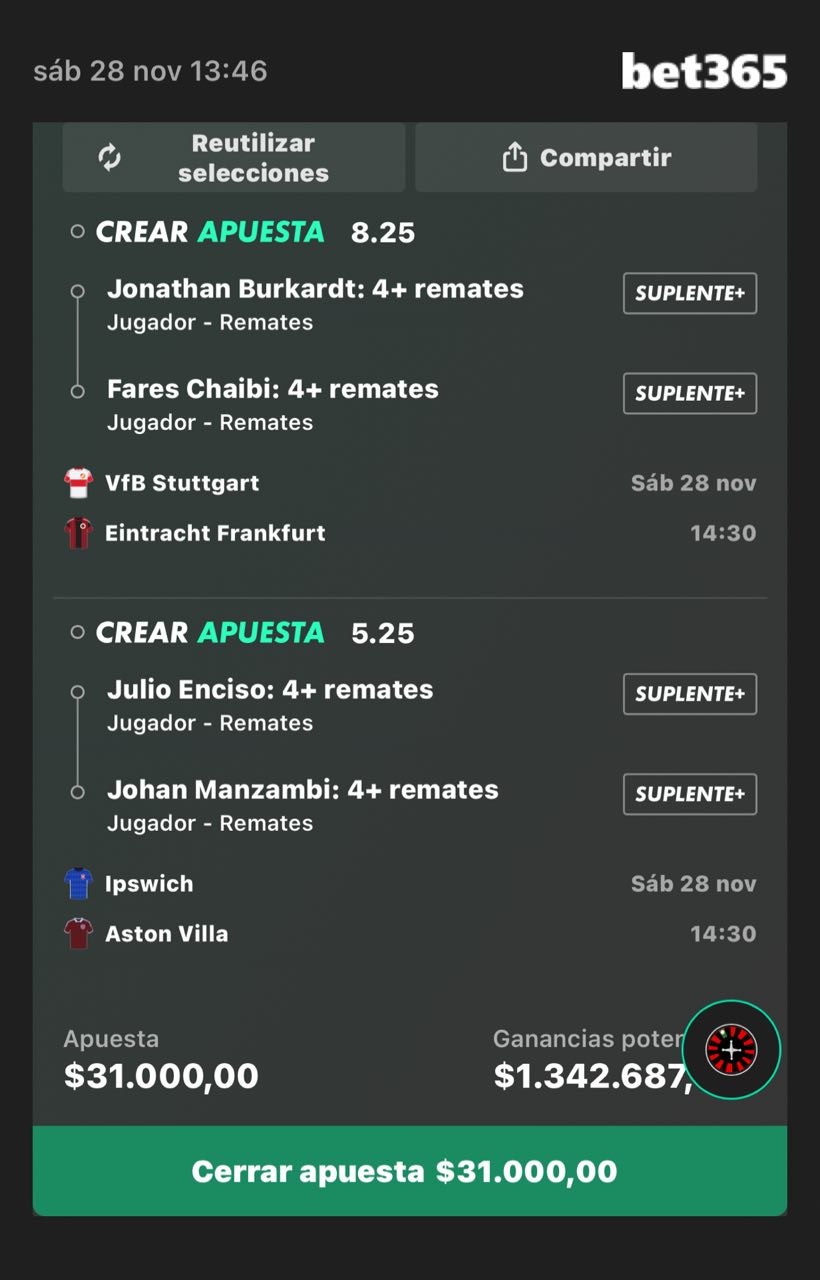 sáb 28 nov 13:46
bet365
Reutilizar
selecciones
Compartir
CREAR APUESTA 8.25
Jonathan Burkardt: 4+ remates
SUPLENTE+
Jugador - Remates
Fares Chaibi: 4+ remates
SUPLENTE+
Jugador - Remates
VfB Stuttgart
Sáb 28 nov
Eintracht Frankfurt
14:30
CREAR APUESTA 5.25
Julio Enciso: 4+ remates
SUPLENTE+
Jugador - Remates
Johan Manzambi: 4+ remates
SUPLENTE+
Jugador - Remates
Ipswich
Sáb 28 nov
Aston Villa
14:30
Apuesta
Ganancias poten
$31.000,00
$1.342.687,
Cerrar apuesta $31.000,00